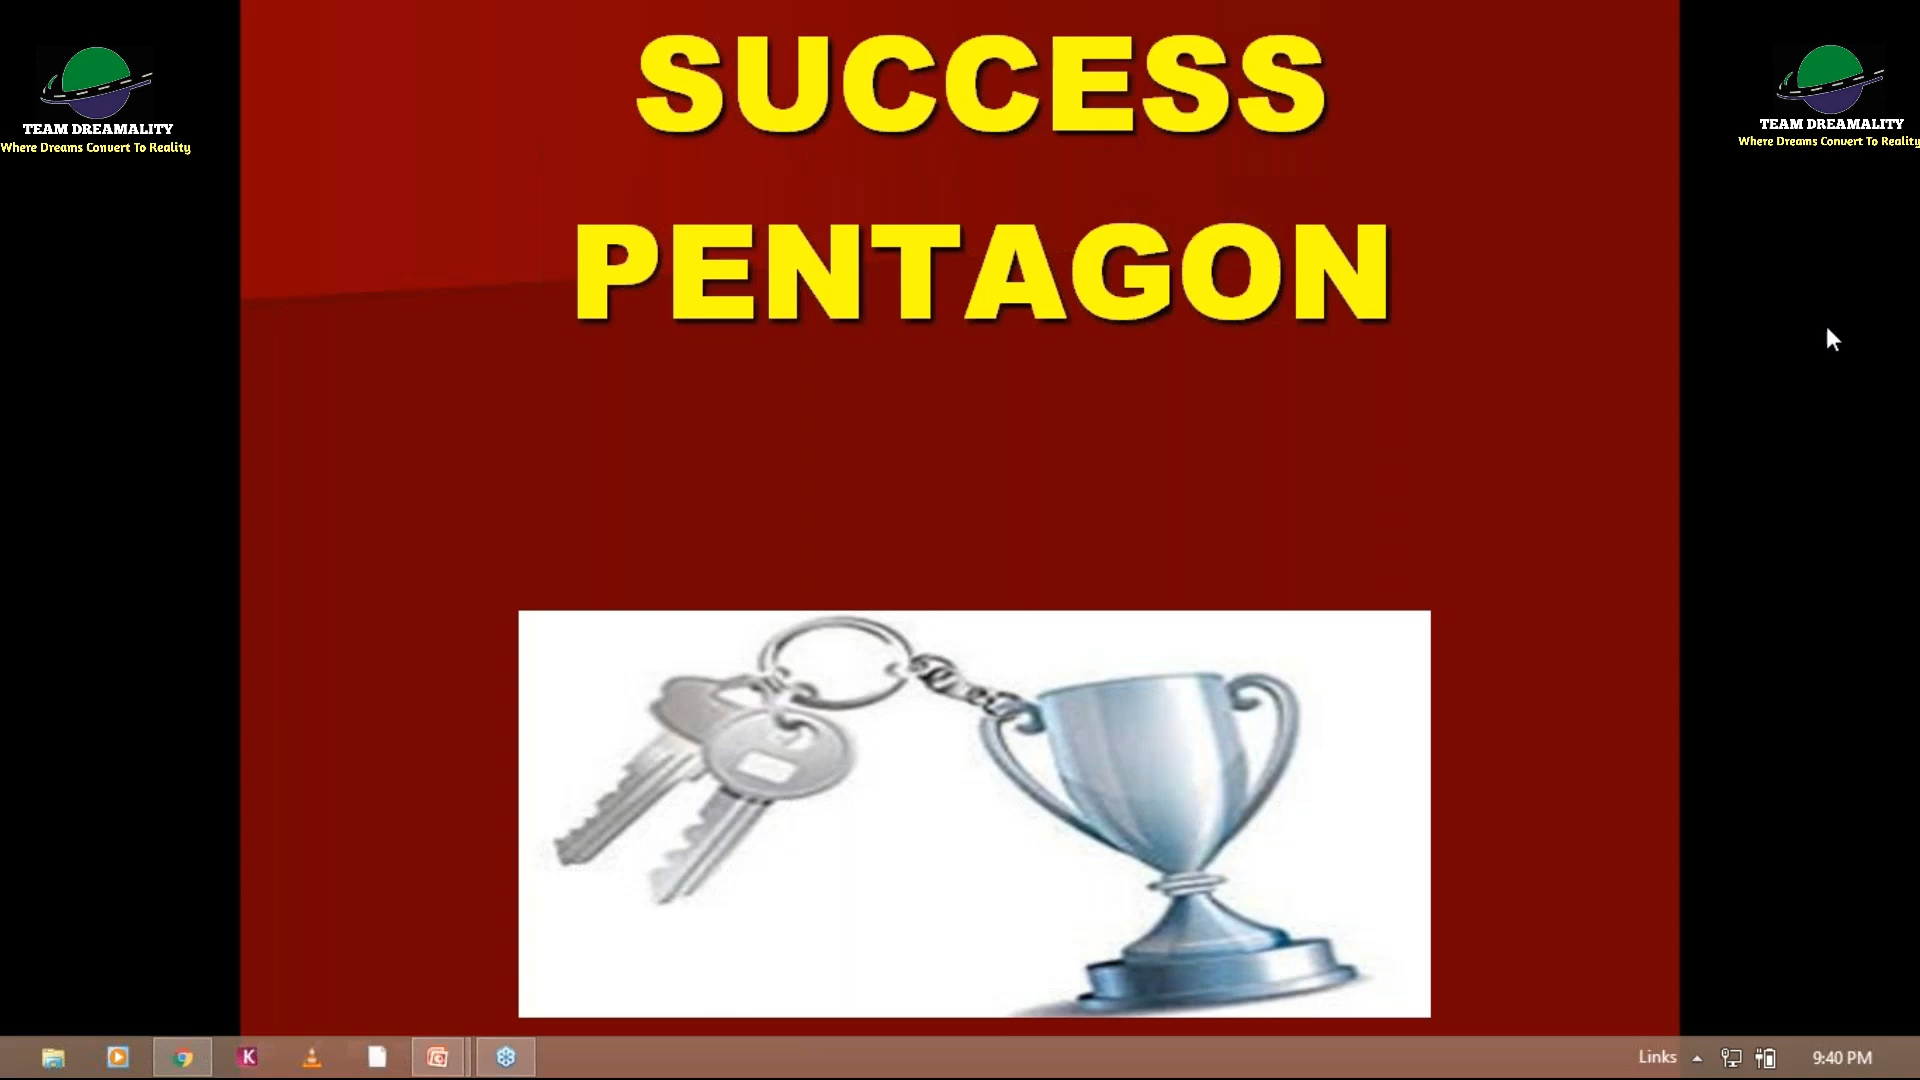 SUCCESS
PENTAGON
TEAM DREAMALITY
Where Dreams Convert To Reality
TEAM DREAMALITY
Where Dreams Convert To Reality
K
Links
9:40 PM